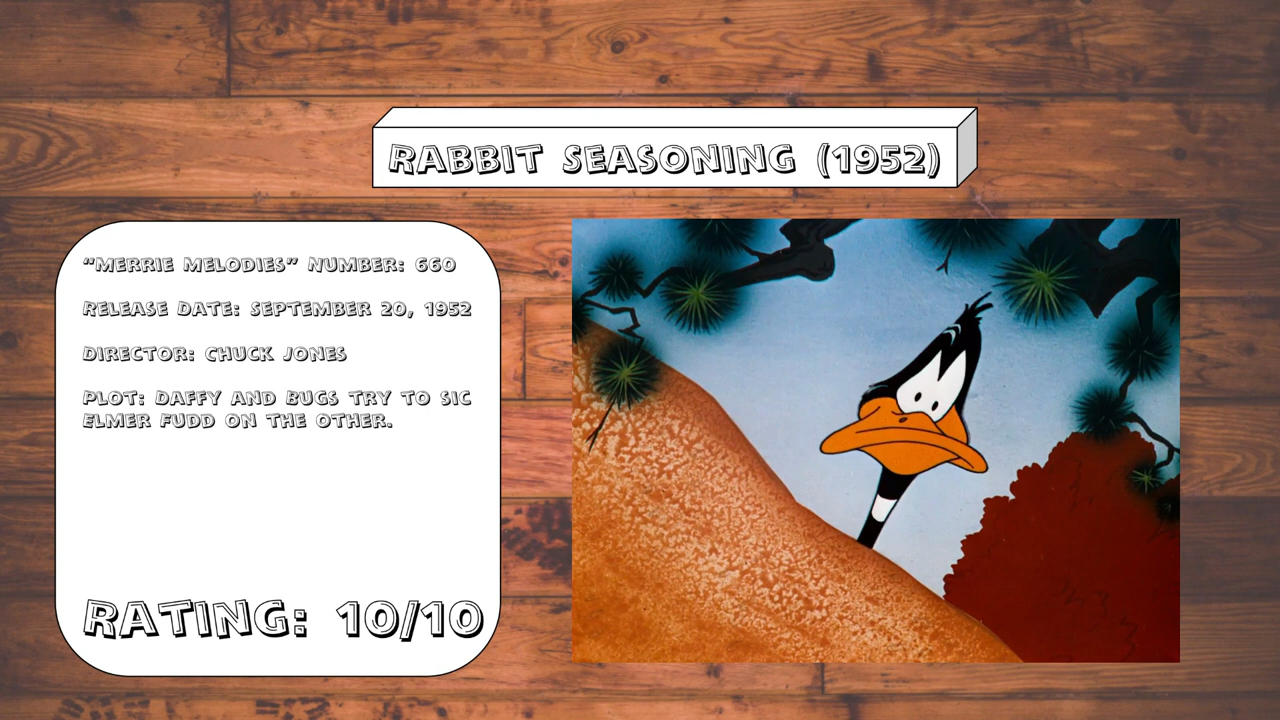 RABBIT SEASONING (1952)
"MERRIE MELODIES" NUMBER: 660
RELEASE DATE: SEPTEMBER 20, 1952
DIRECTOR: CHUCK JONES
PLOT: DAFFY AND BUGS TRY TO SIC
ELMER FUDD ON THE OTHER.
RATING: 10/10